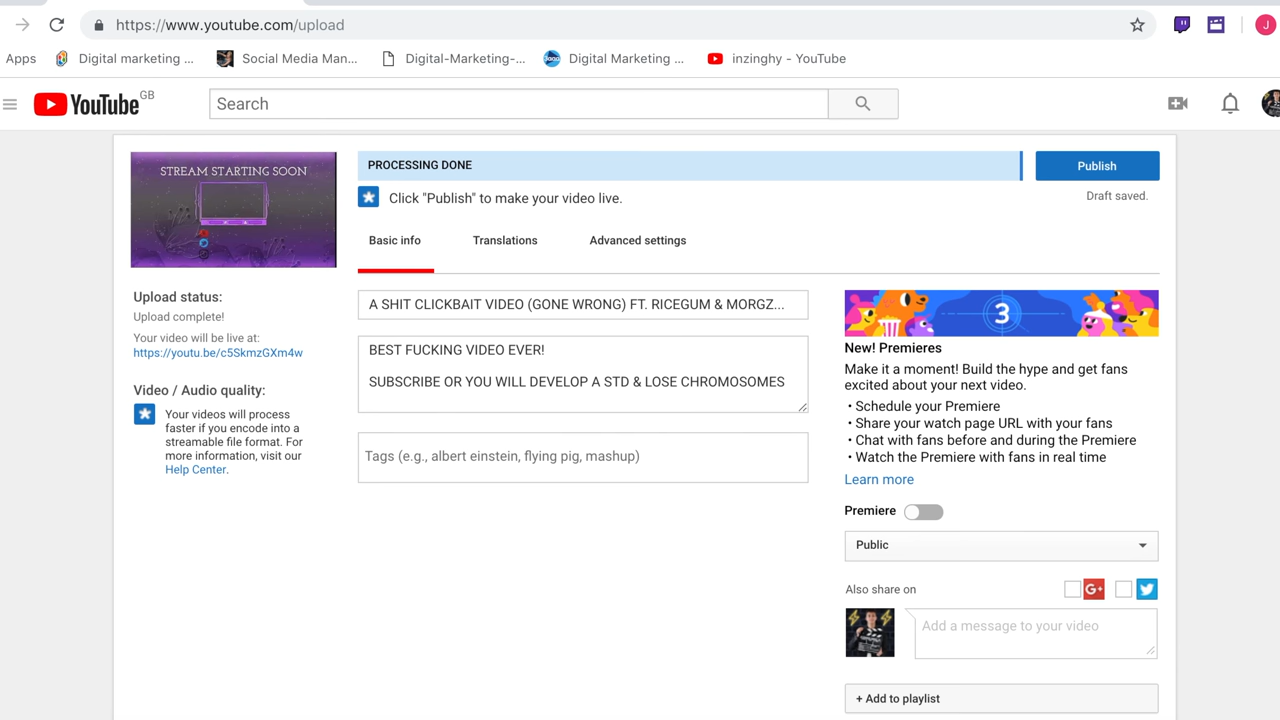 https://www.youtube.com/upload
J
Apps
Digital marketing ...
Social Media Man...
Digital-Marketing-...
Digital Marketing ...
inzinghy - YouTube
YouTube GB
Search
STREAM STARTING SOON
PROCESSING DONE
Publish
Click "Publish" to make your video live.
Draft saved.
Basic info
Translations
Advanced settings
Upload status:
Upload complete!
Your video will be live at:
https://youtu.be/c5SkmzGXm4w
Video / Audio quality:
Your videos will process
faster if you encode into a
streamable file format. For
more information, visit our
Help Center.
A SHIT CLICKBAIT VIDEO (GONE WRONG) FT. RICEGUM & MORGZ...
BEST FUCKING VIDEO EVER!
SUBSCRIBE OR YOU WILL DEVELOP A STD & LOSE CHROMOSOMES
Tags (e.g., albert einstein, flying pig, mashup)
3
New! Premieres
Make it a moment! Build the hype and get fans
excited about your next video.
• Schedule your Premiere
• Share your watch page URL with your fans
• Chat with fans before and during the Premiere
• Watch the Premiere with fans in real time
Learn more
Premiere
Public
Also share on
G+
Add a message to your video
+ Add to playlist